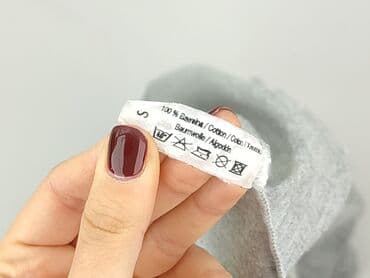 S
100 % Bawełna / Cotton / Coton /
Baumwolle / Algodón